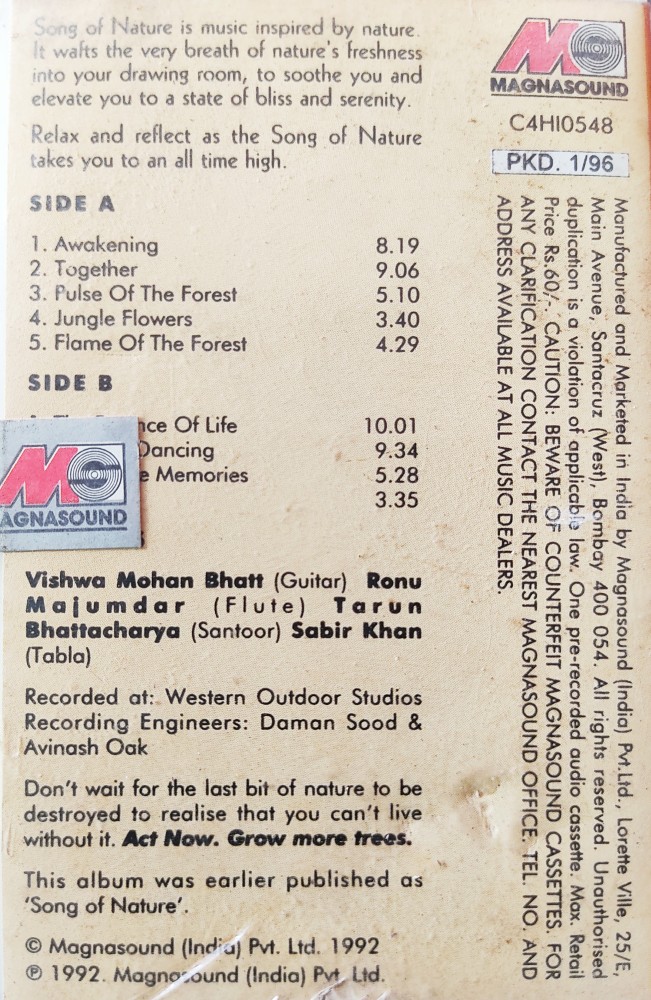 Song of Nature is music inspired by nature.
It wafts the very breath of nature's freshness
into your drawing room, to soothe you and
elevate you to a state of bliss and serenity.
Relax and reflect as the Song of Nature
takes you to an all time high.
SIDE A
1. Awakening 8.19
2. Together 9.06
3. Pulse Of The Forest 5.10
4. Jungle Flowers 3.40
5. Flame Of The Forest 4.29
SIDE B
Of Life 10.01
Dancing 9.34
Memories 5.28
3.35
MAGNASOUND
Vishwa Mohan Bhatt (Guitar) Ronu
Majumdar (Flute) Tarun
Bhattacharya (Santoor) Sabir Khan
(Tabla)
Recorded at: Western Outdoor Studios
Recording Engineers: Daman Sood &
Avinash Oak
Don't wait for the last bit of nature to be
destroyed to realise that you can't live
without it. Act Now. Grow more trees.
This album was earlier published as
'Song of Nature'.
© Magnasound (India) Pvt. Ltd. 1992
℗ 1992. Magnasound (India) Pvt. Ltd.
MAGNASOUND
C4HI0548
PKD. 1/96
Manufactured and Marketed in India by Magnasound (India) Pvt.Ltd., Lorette Ville, 25/E,
Main Avenue, Santacruz (West), Bombay 400 054. All rights reserved. Unauthorised
duplication is a violation of applicable law. One pre-recorded audio cassette. Max. Retail
Price Rs.60/-. CAUTION: BEWARE OF COUNTERFEIT MAGNASOUND CASSETTES. FOR
ANY CLARIFICATION CONTACT THE NEAREST MAGNASOUND OFFICE. TEL. NO. AND
ADDRESS AVAILABLE AT ALL MUSIC DEALERS.